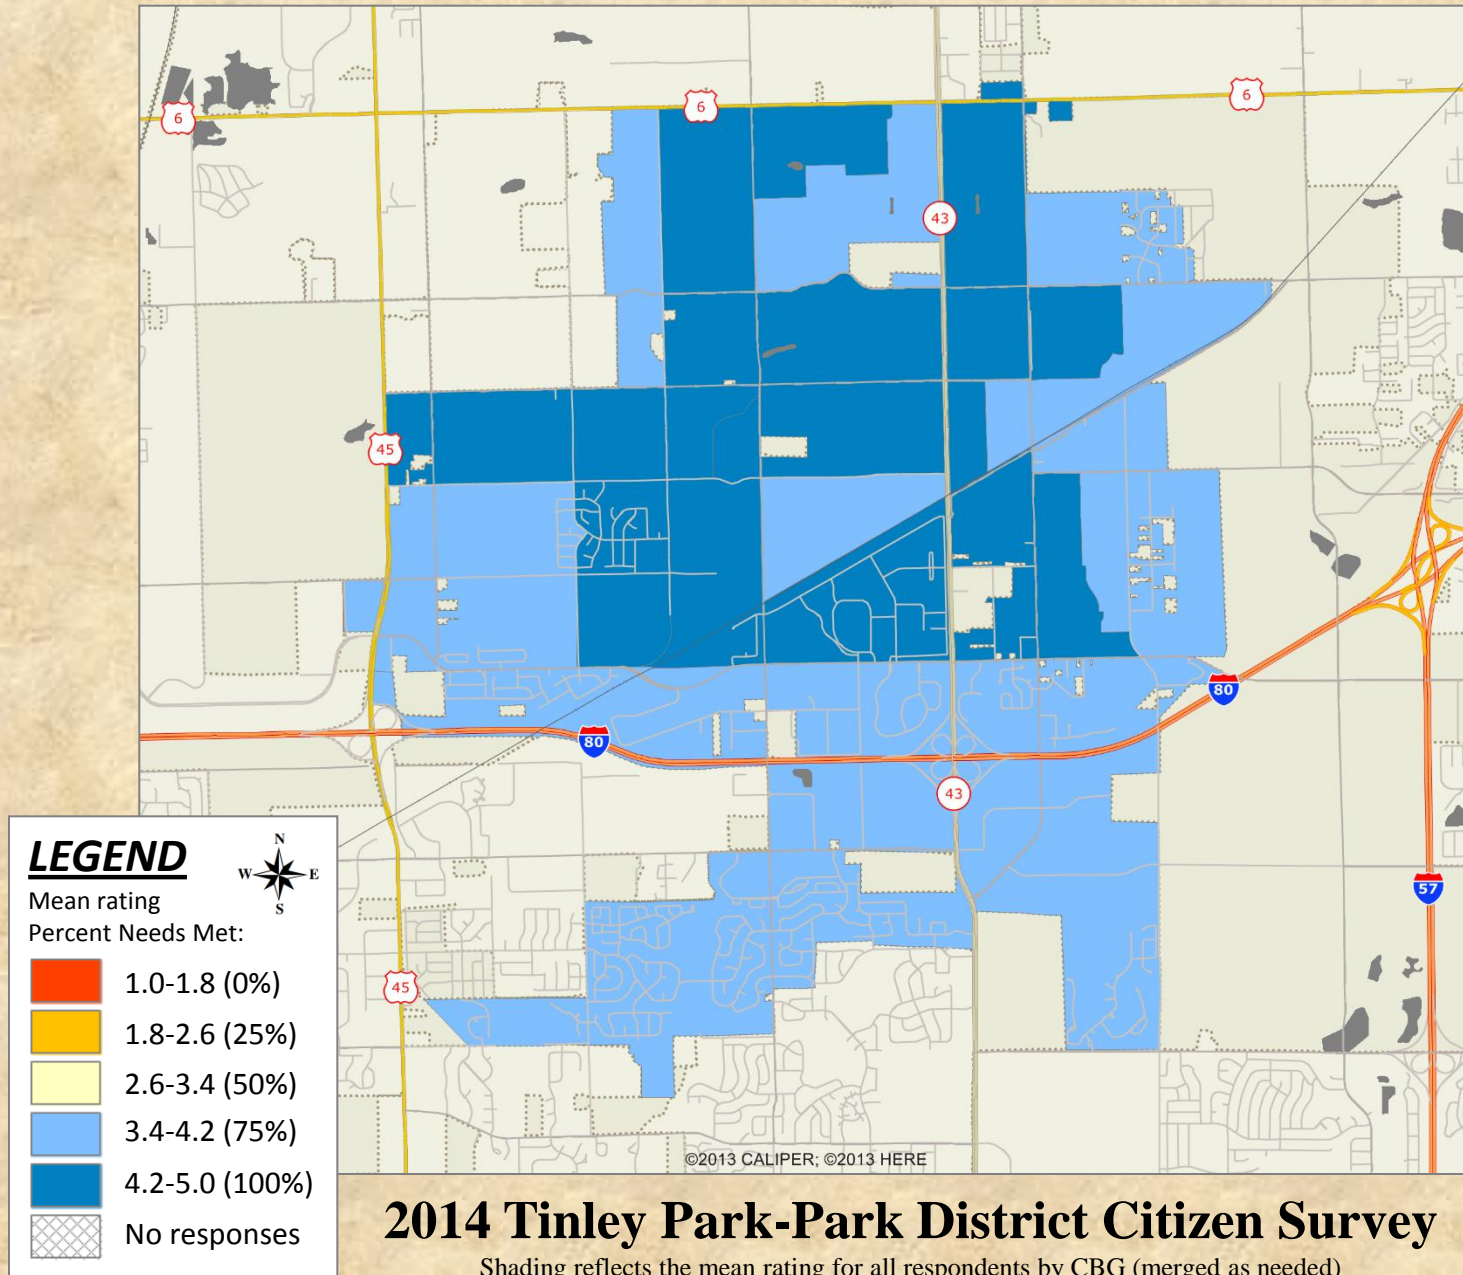 6
6
6
43
45
80
80
43
57
45
©2013 CALIPER; ©2013 HERE
LEGEND
N
W E
S
Mean rating
Percent Needs Met:
1.0-1.8 (0%)
1.8-2.6 (25%)
2.6-3.4 (50%)
3.4-4.2 (75%)
4.2-5.0 (100%)
No responses
2014 Tinley Park-Park District Citizen Survey
Shading reflects the mean rating for all respondents by CBG (merged as needed)